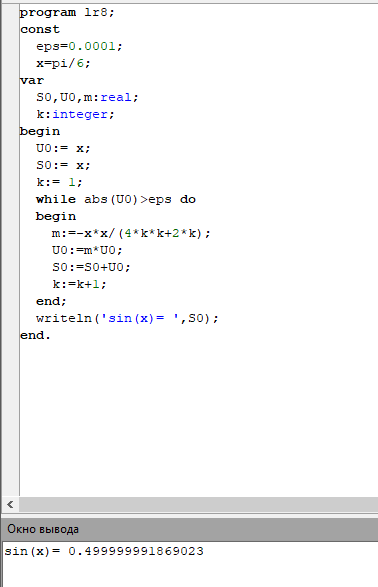 program lr8;
const
  eps=0.0001;
  x=pi/6;
var
  S0,U0,m:real;
  k:integer;
begin
  U0:= x;
  S0:= x;
  k:= 1;
  while abs(U0)>eps do
  begin
    m:=-x*x/(4*k*k+2*k);
    U0:=m*U0;
    S0:=S0+U0;
    k:=k+1;
  end;
  writeln('sin(x)= ',S0);
end.
Окно вывода
sin(x)= 0.499999991869023